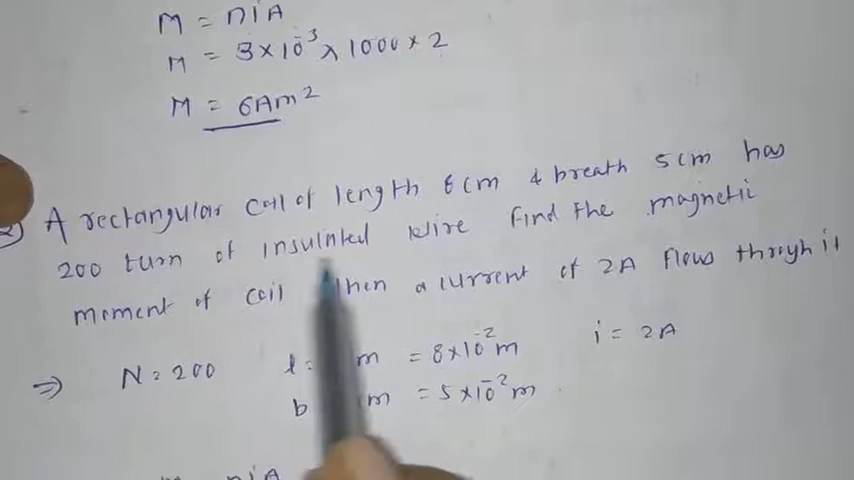 M = niA
M = 3×10⁻³ × 1000 × 2
M = 6Am²
A rectangular coil of length 8cm & breath 5cm has
200 turn of insulated wire find the magnetic
moment of coil when a current of 2A flows through it
⇒ N = 200 l = m = 8×10⁻² m i = 2A
b m = 5×10⁻² m
niA